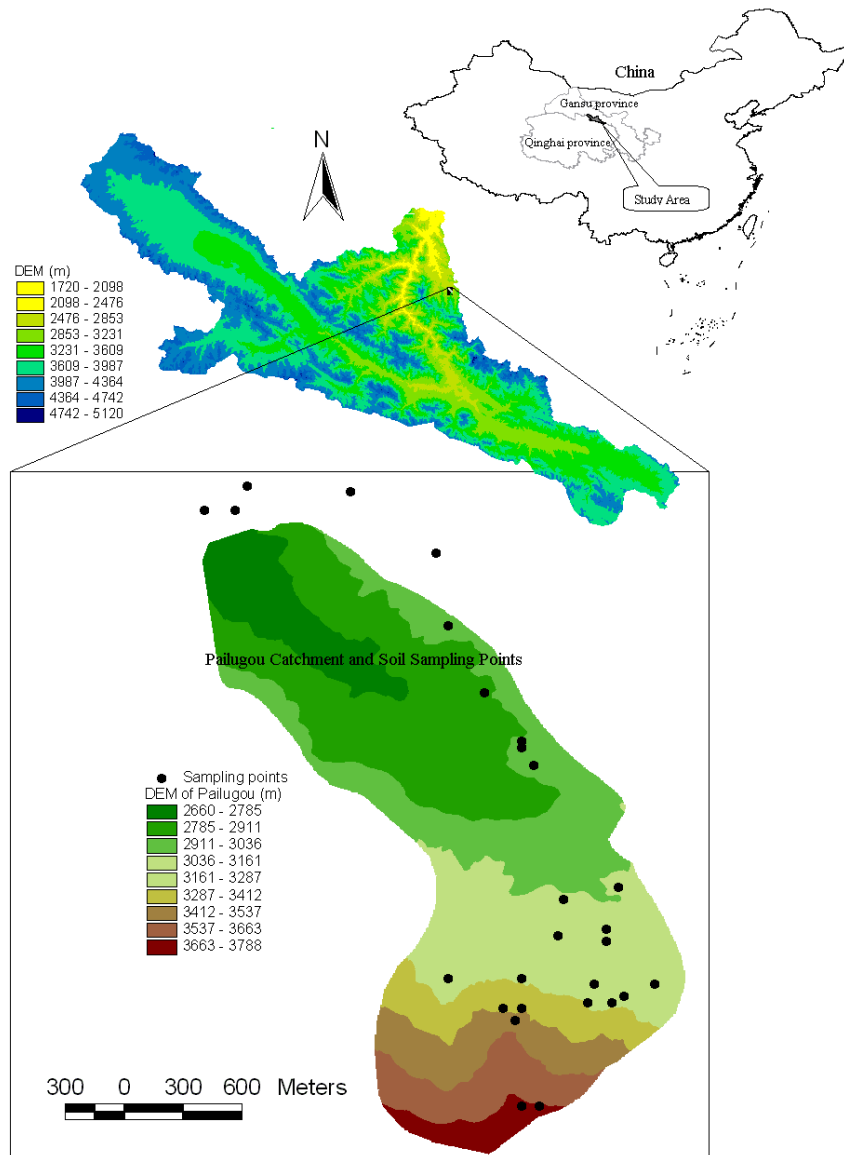 China
Gansu province
Qinghai province
Study Area
N
DEM (m)
1720 - 2098
2098 - 2476
2476 - 2853
2853 - 3231
3231 - 3609
3609 - 3987
3987 - 4364
4364 - 4742
4742 - 5120
Pailugou Catchment and Soil Sampling Points
Sampling points
DEM of Pailugou (m)
2660 - 2785
2785 - 2911
2911 - 3036
3036 - 3161
3161 - 3287
3287 - 3412
3412 - 3537
3537 - 3663
3663 - 3788
300 0 300 600 Meters